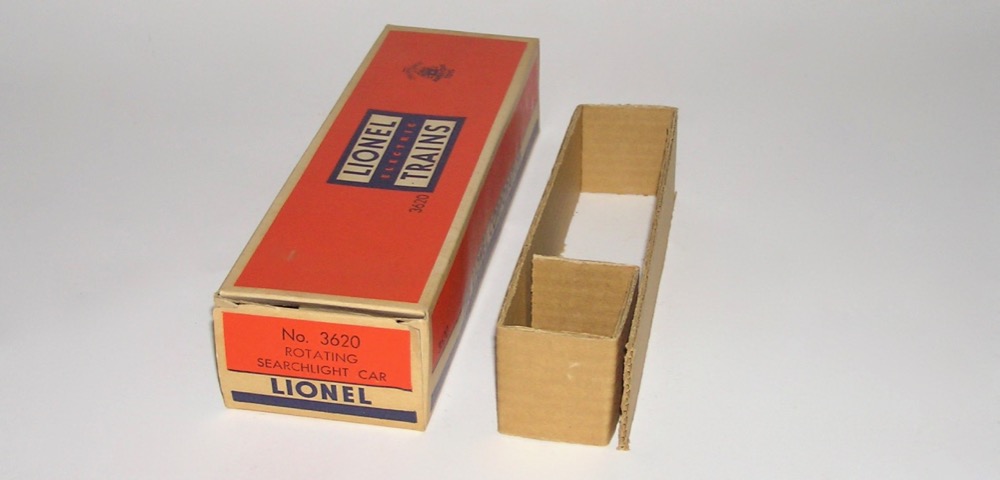 LIONEL
ELECTRIC
TRAINS
3620
No. 3620
ROTATING
SEARCHLIGHT CAR
LIONEL